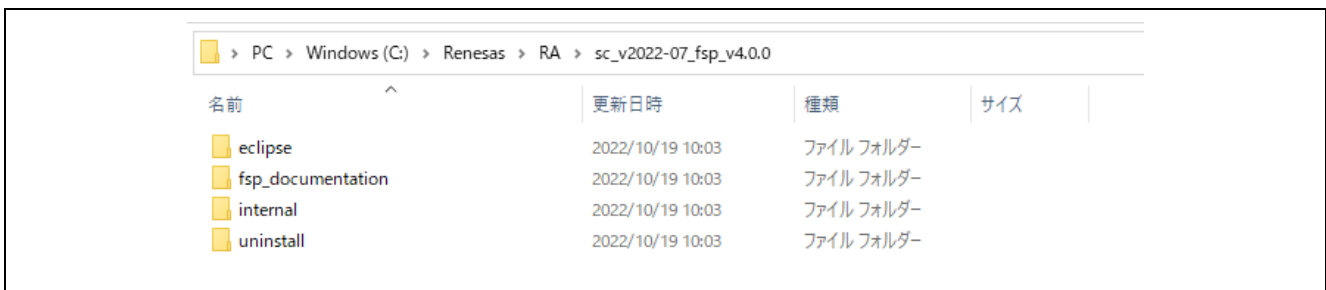 > PC > Windows (C:) > Renesas > RA > sc_v2022-07_fsp_v4.0.0
名前 更新日時 種類 サイズ
eclipse 2022/10/19 10:03 ファイル フォルダー
fsp_documentation 2022/10/19 10:03 ファイル フォルダー
internal 2022/10/19 10:03 ファイル フォルダー
uninstall 2022/10/19 10:03 ファイル フォルダー